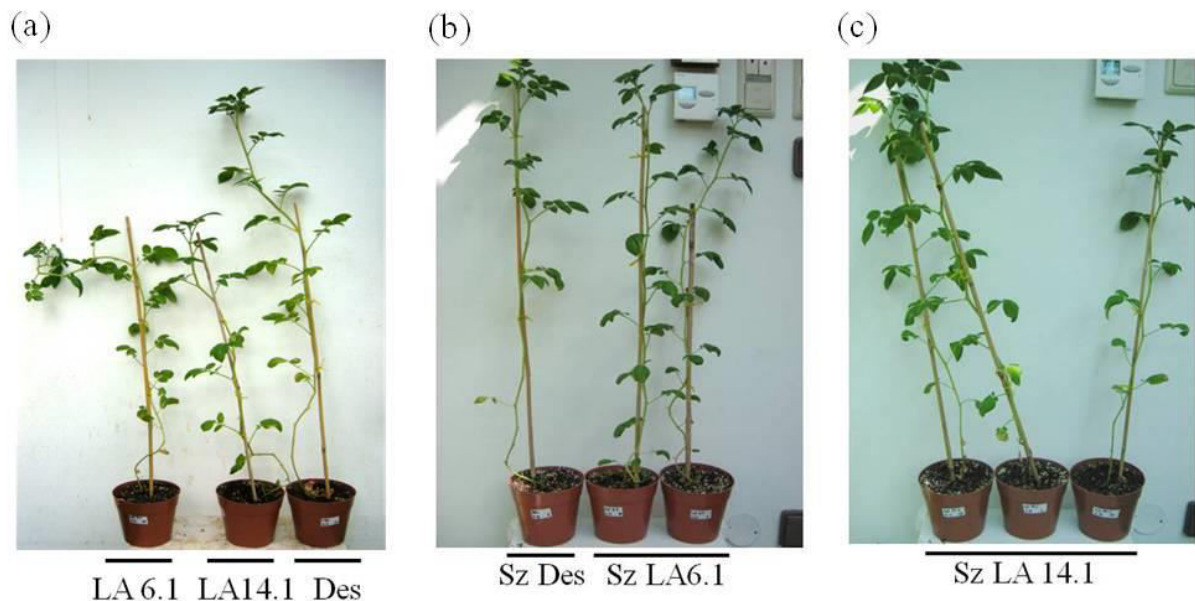 (a)
(b)
(c)
LA 6.1 LA14.1 Des
Sz Des Sz LA6.1
Sz LA 14.1